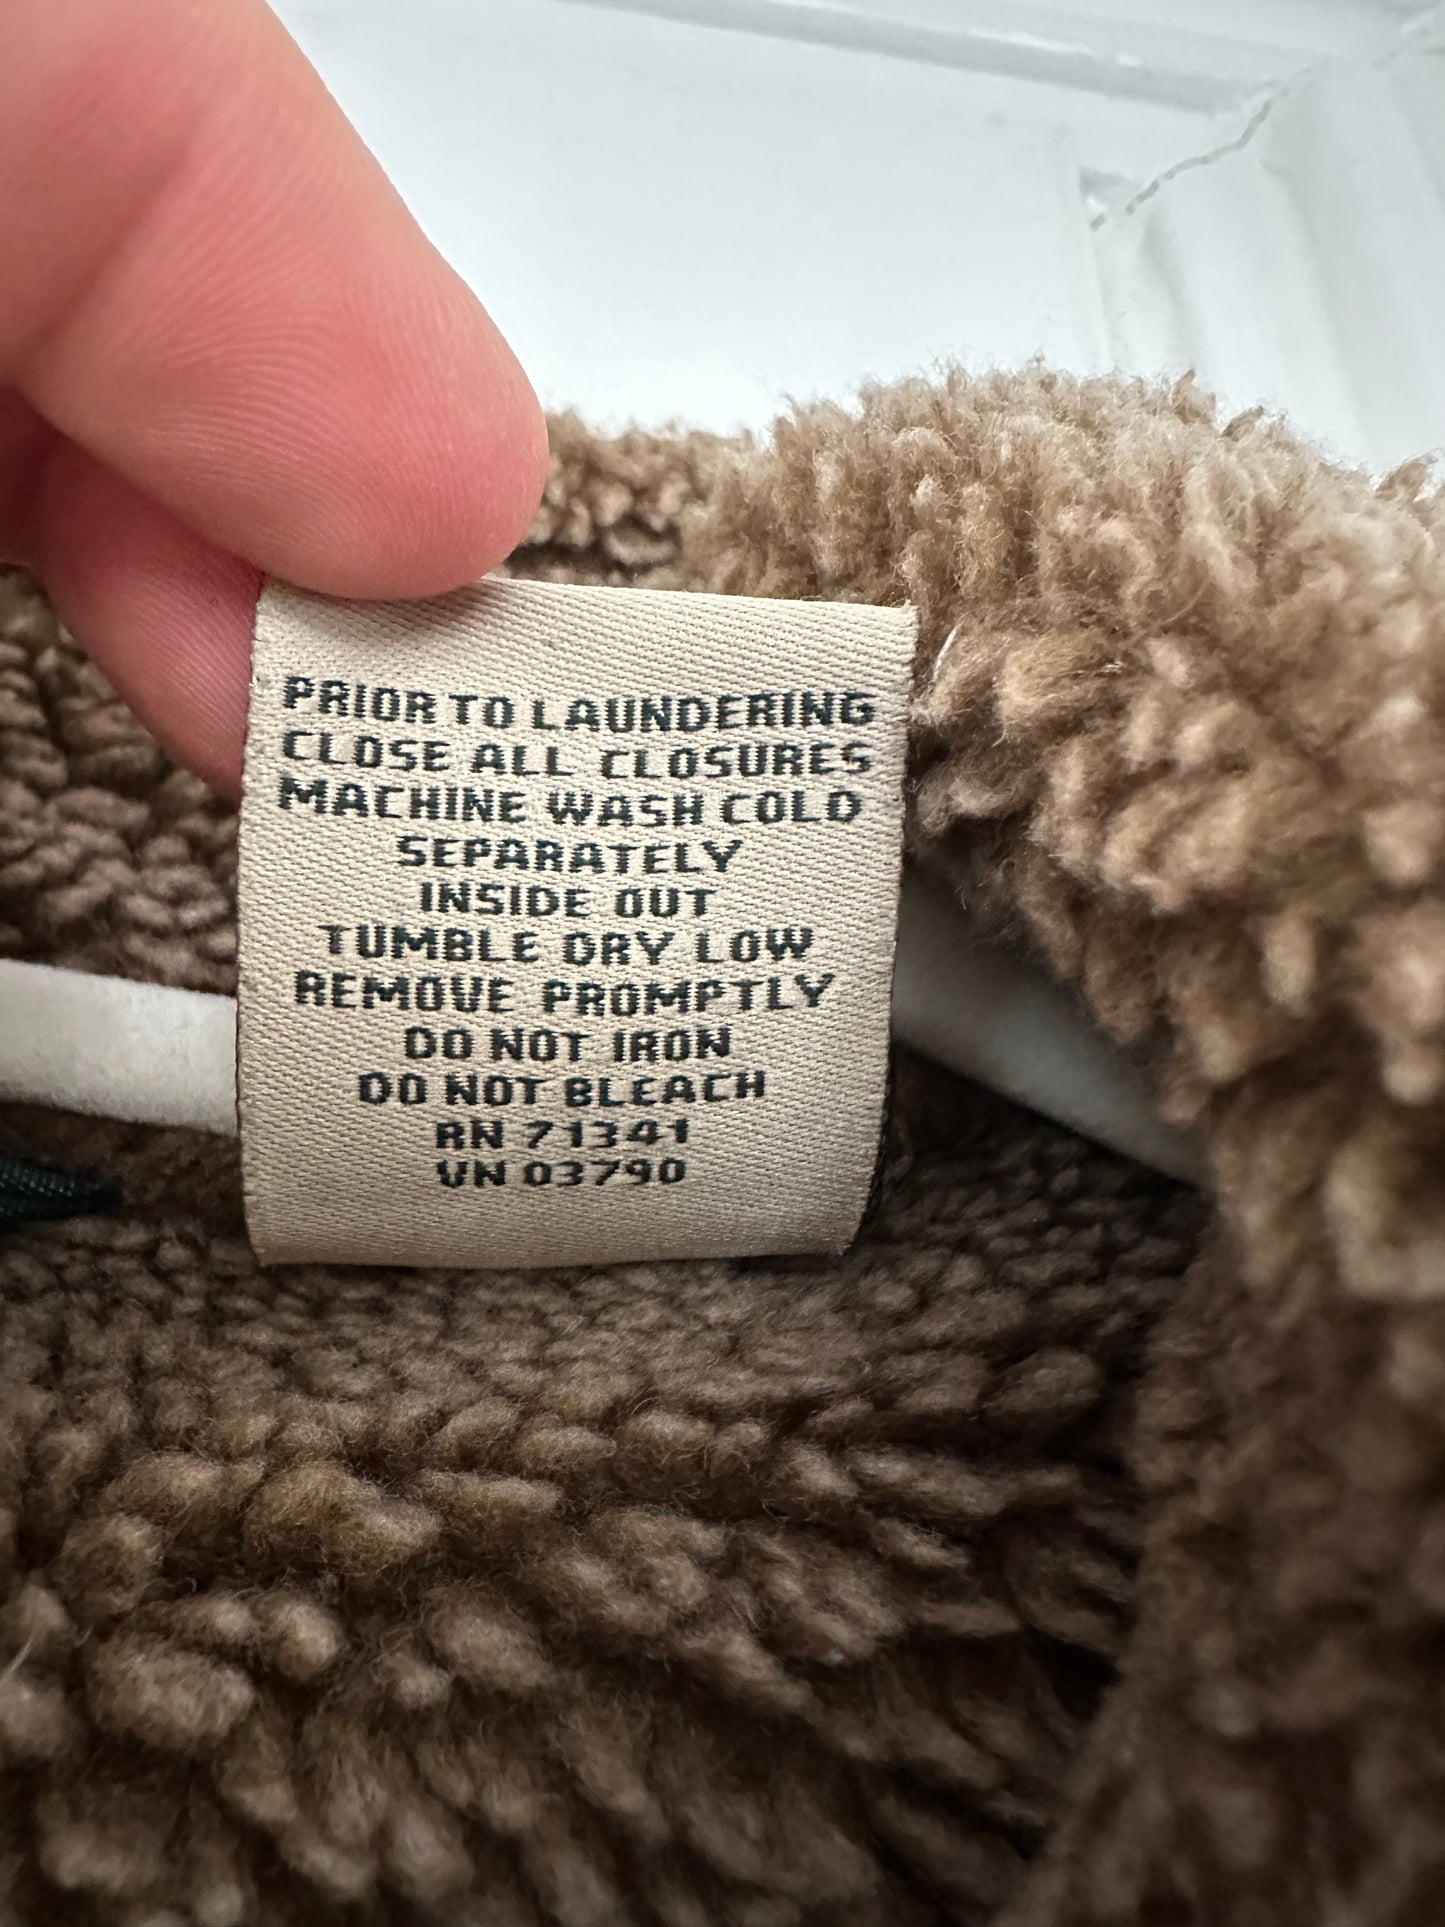 PRIOR TO LAUNDERING
CLOSE ALL CLOSURES
MACHINE WASH COLD
SEPARATELY
INSIDE OUT
TUMBLE DRY LOW
REMOVE PROMPTLY
DO NOT IRON
DO NOT BLEACH
RN 71341
VN 03790